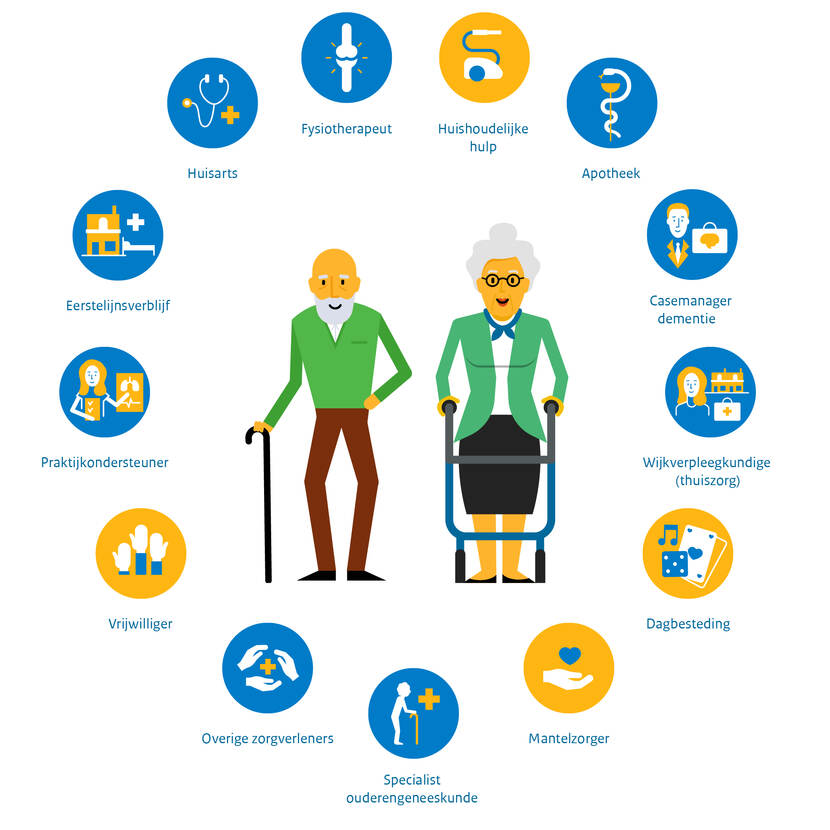 Fysiotherapeut
Huishoudelijke
hulp
Huisarts
Apotheek
Eerstelijnsverblijf
Casemanager
dementie
Praktijkondersteuner
Wijkverpleegkundige
(thuiszorg)
Vrijwilliger
Dagbesteding
Overige zorgverleners
Mantelzorger
Specialist
ouderengeneeskunde